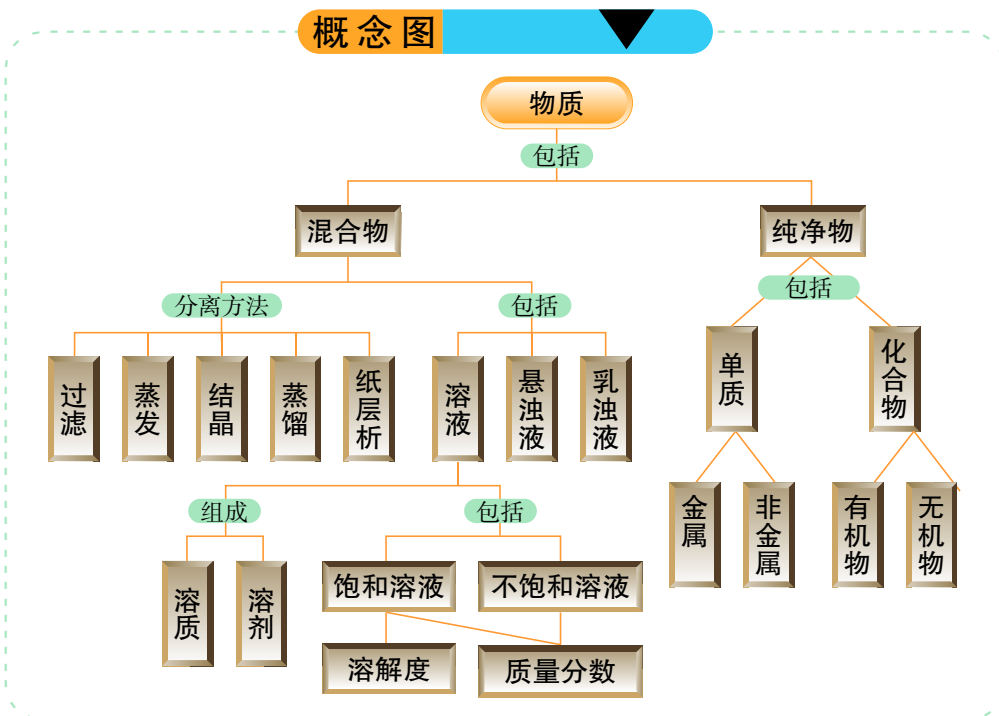 概念图
物质
包括
混合物
纯净物
分离方法
包括
包括
过滤
蒸发
结晶
蒸馏
纸层析
溶液
悬浊液
乳浊液
单质
化合物
组成
包括
金属
非金属
有机物
无机物
溶质
溶剂
饱和溶液
不饱和溶液
溶解度
质量分数